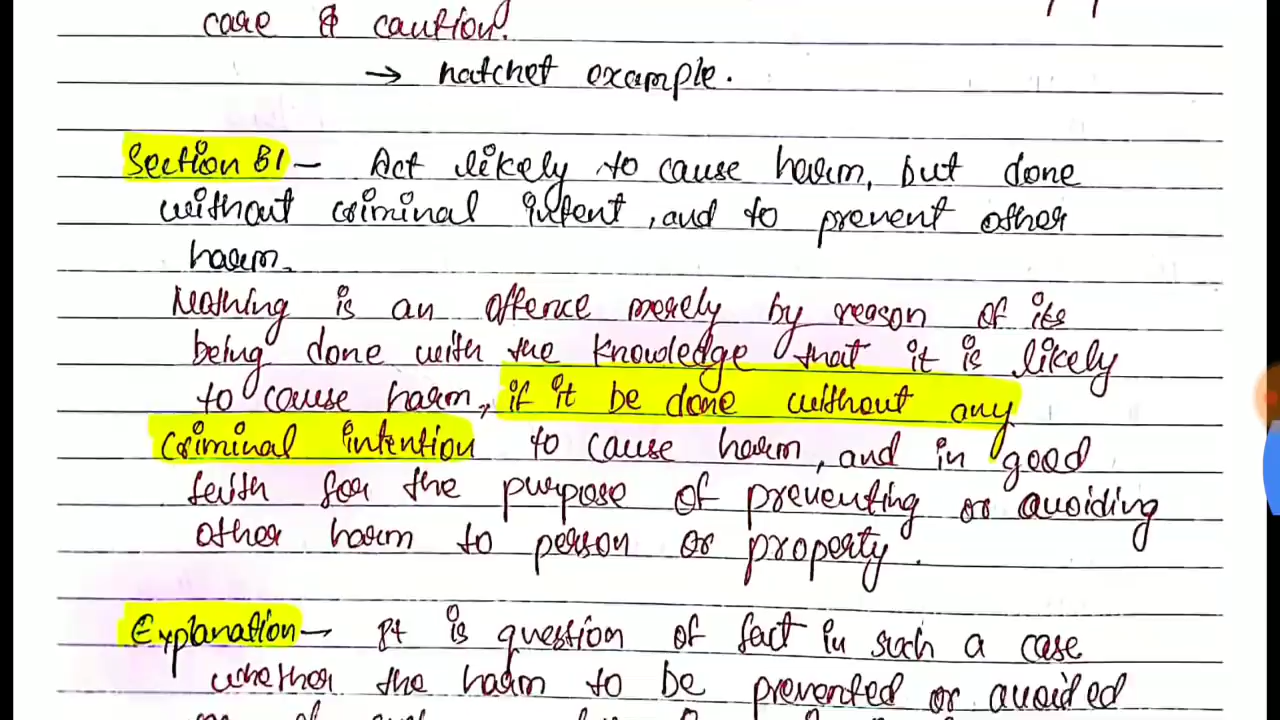 care & caution.
→ hatchet example.
Section 81 – Act likely to cause harm, but done
without criminal intent, and to prevent other
harm.
Nothing is an offence merely by reason of its
being done with the knowledge that it is likely
to cause harm, if it be done without any
criminal intention to cause harm, and in good
faith for the purpose of preventing or avoiding
other harm to person or property.
Explanation – It is question of fact in such a case
whether the harm to be prevented or avoided